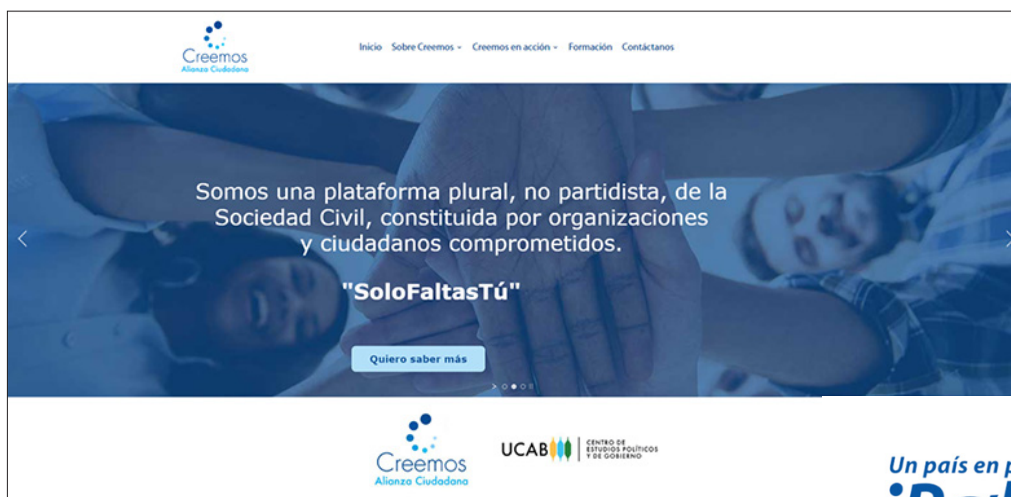 Creemos
Alianza Ciudadana
Inicio Sobre Creemos Creemos en acción Formación Contáctanos
Somos una plataforma plural, no partidista, de la
Sociedad Civil, constituida por organizaciones
y ciudadanos comprometidos.
"SoloFaltasTú"
Quiero saber más
Creemos
Alianza Ciudadana
UCAB
CENTRO DE
ESTUDIOS POLÍTICOS
Y DE GOBIERNO
Un país en